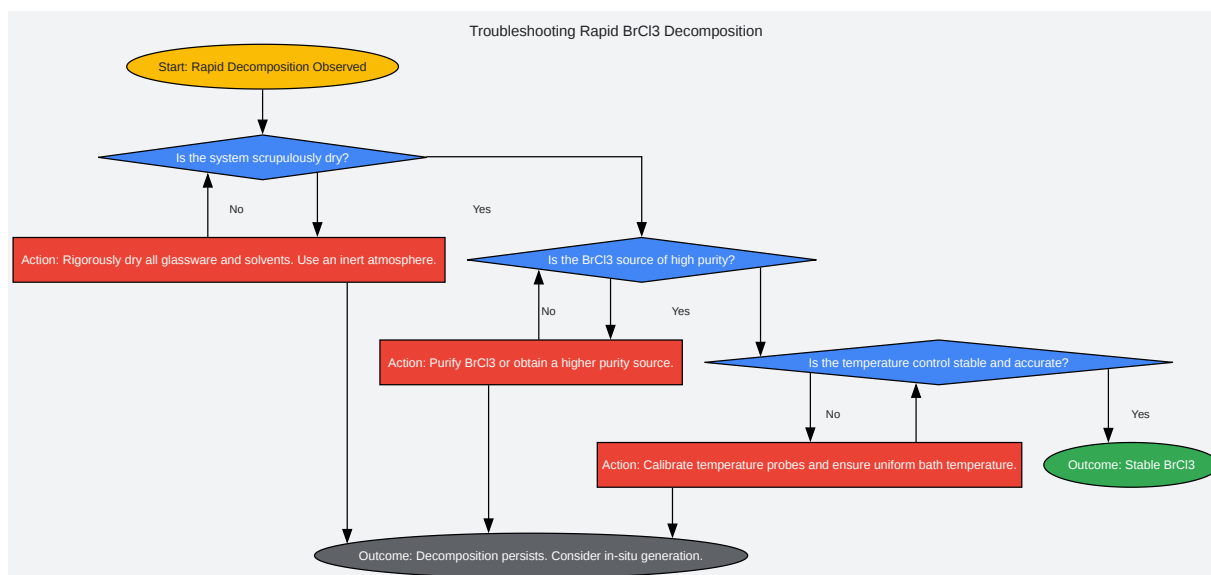 Troubleshooting Rapid BrCl3 Decomposition
Start: Rapid Decomposition Observed
Is the system scrupulously dry?
No
Yes
Action: Rigorously dry all glassware and solvents. Use an inert atmosphere.
Is the BrCl3 source of high purity?
No
Yes
Action: Purify BrCl3 or obtain a higher purity source.
Is the temperature control stable and accurate?
No
Yes
Action: Calibrate temperature probes and ensure uniform bath temperature.
Outcome: Stable BrCl3
Outcome: Decomposition persists. Consider in-situ generation.